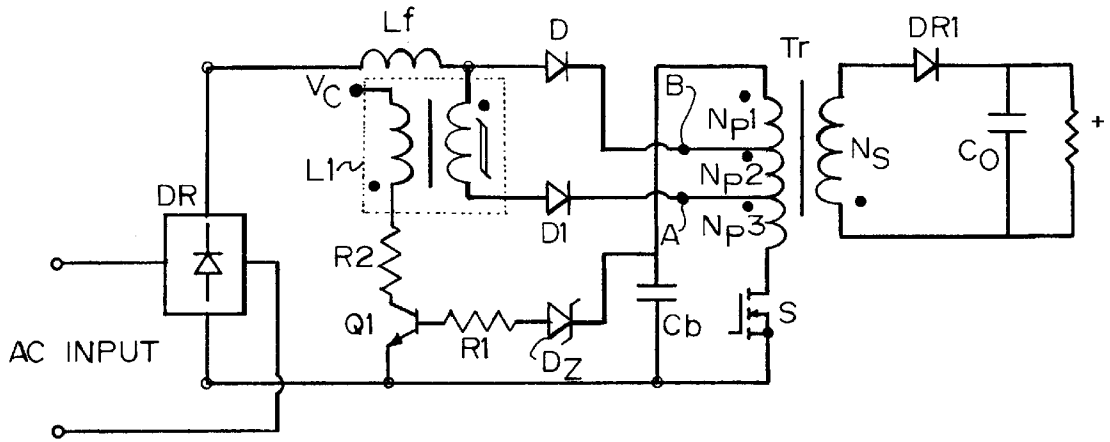 Lf
D
Tr
DR1
VC
B
NP1
+
L1
NP2
NS
CO
DR
D1
A
NP3
R2
Q1
R1
DZ
Cb
S
AC INPUT